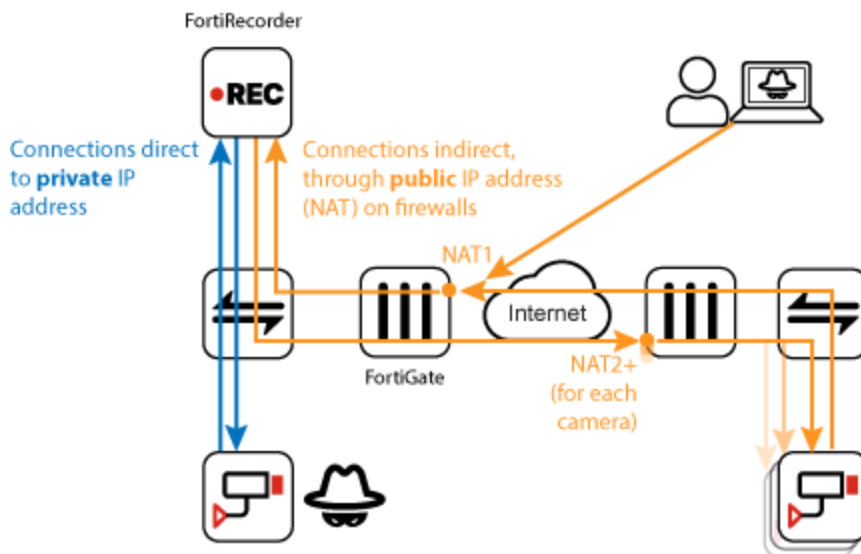 FortiRecorder
REC
Connections direct
to private IP
address
Connections indirect,
through public IP address
(NAT) on firewalls
NAT1
Internet
FortiGate
NAT2+
(for each
camera)